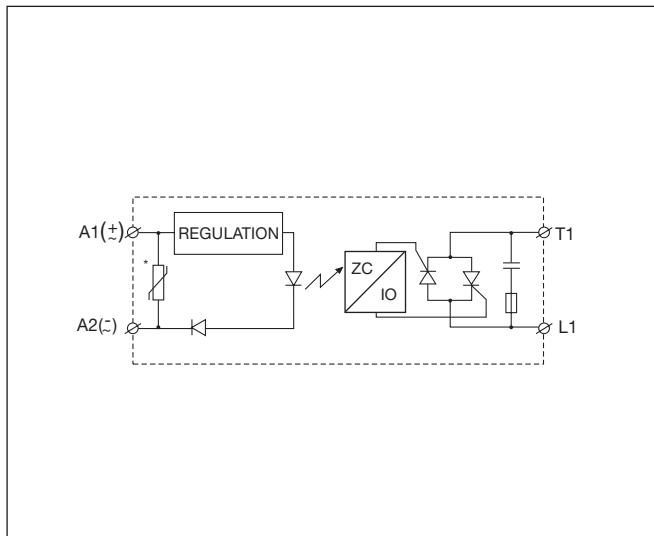 A1(±̃)
REGULATION
T1
*
ZC
IO
A2(⁻̃)
L1